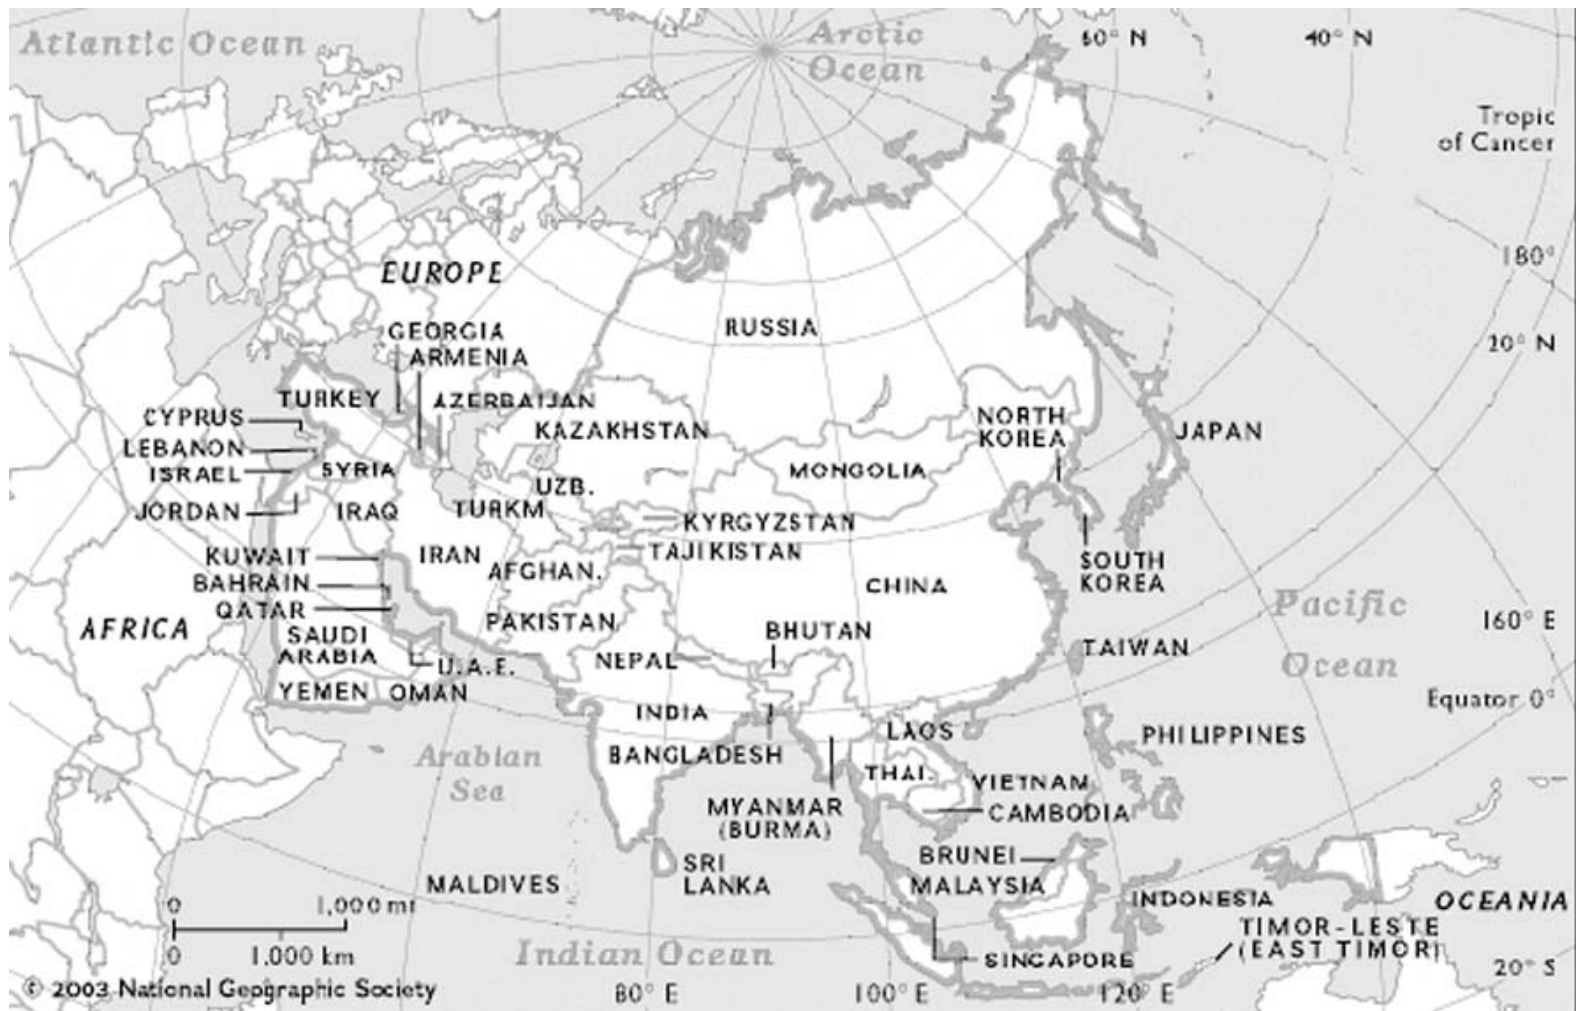 Atlantic Ocean
Arctic
Ocean
60° N
40° N
Tropic
of Cancer
180°
20° N
EUROPE
RUSSIA
GEORGIA
ARMENIA
TURKEY
AZERBAIJAN
CYPRUS
KAZAKHSTAN
NORTH
KOREA
JAPAN
LEBANON
ISRAEL
SYRIA
MONGOLIA
UZB.
JORDAN
IRAQ
TURKM
KYRGYZSTAN
KUWAIT
IRAN
TAJIKISTAN
SOUTH
KOREA
BAHRAIN
AFGHAN.
CHINA
QATAR
AFRICA
SAUDI
ARABIA
PAKISTAN
BHUTAN
Pacific
Ocean
160° E
TAIWAN
U.A.E.
NEPAL
YEMEN
OMAN
INDIA
Equator 0°
LAOS
PHILIPPINES
BANGLADESH
Arabian
Sea
THAI.
VIETNAM
MYANMAR
(BURMA)
CAMBODIA
BRUNEI
SRI
LANKA
MALDIVES
MALAYSIA
INDONESIA
OCEANIA
0 1,000 mi
TIMOR-LESTE
(EAST TIMOR)
0 1,000 km
Indian Ocean
SINGAPORE
20° S
© 2003 National Geographic Society
80° E
100° E
120° E